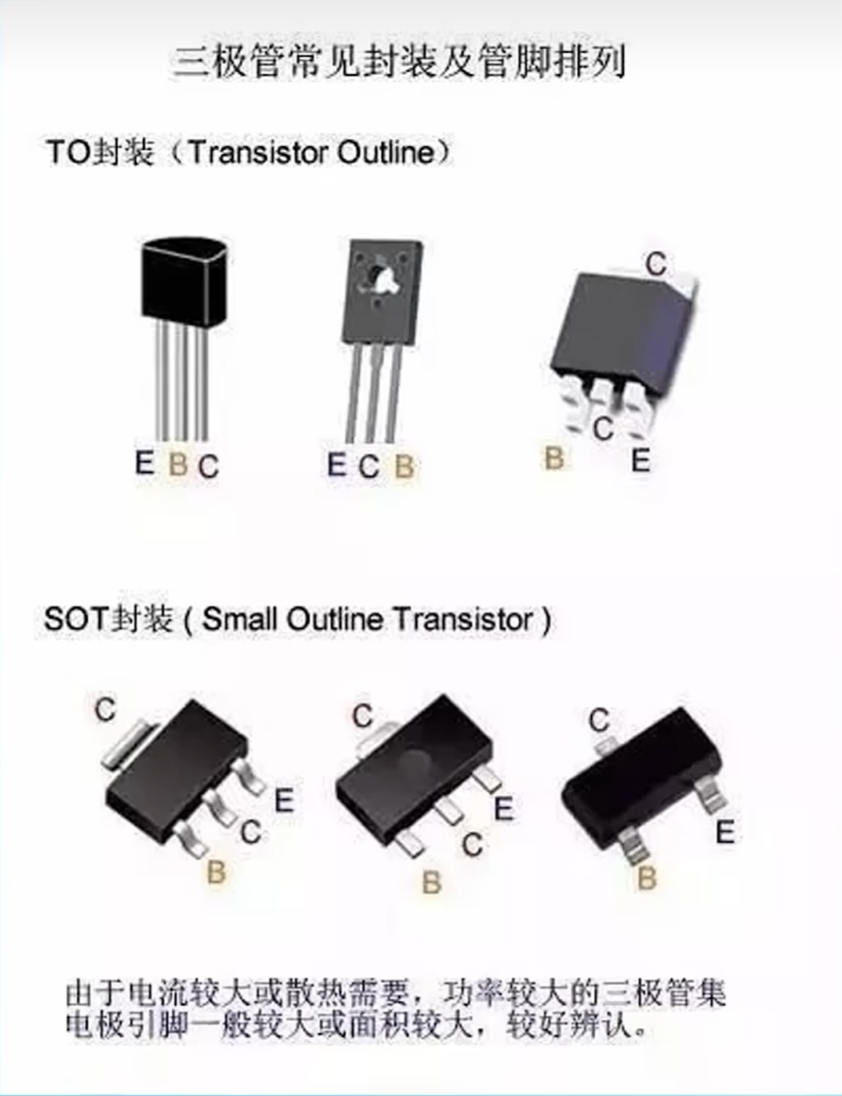 三极管常见封装及管脚排列
TO封装（Transistor Outline）
C
C
E B C
E C B
B
E
SOT封装 ( Small Outline Transistor )
C
C
C
E
E
C
C
E
B
B
B
由于电流较大或散热需要，功率较大的三极管集
电极引脚一般较大或面积较大，较好辨认。